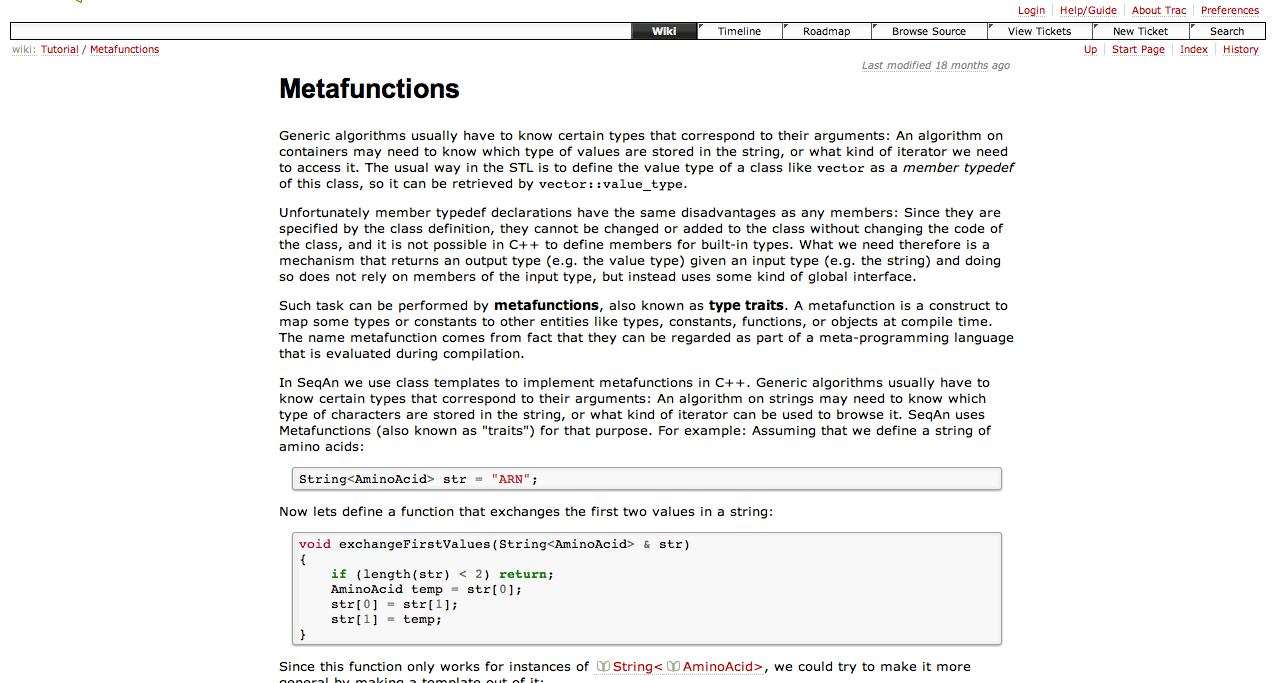 Login Help/Guide About Trac Preferences
Wiki Timeline Roadmap Browse Source View Tickets New Ticket Search
wiki: Tutorial / Metafunctions Up Start Page Index History
Last modified 18 months ago
Metafunctions
Generic algorithms usually have to know certain types that correspond to their arguments: An algorithm on
containers may need to know which type of values are stored in the string, or what kind of iterator we need
to access it. The usual way in the STL is to define the value type of a class like vector as a member typedef
of this class, so it can be retrieved by vector::value_type.
Unfortunately member typedef declarations have the same disadvantages as any members: Since they are
specified by the class definition, they cannot be changed or added to the class without changing the code of
the class, and it is not possible in C++ to define members for built-in types. What we need therefore is a
mechanism that returns an output type (e.g. the value type) given an input type (e.g. the string) and doing
so does not rely on members of the input type, but instead uses some kind of global interface.
Such task can be performed by metafunctions, also known as type traits. A metafunction is a construct to
map some types or constants to other entities like types, constants, functions, or objects at compile time.
The name metafunction comes from fact that they can be regarded as part of a meta-programming language
that is evaluated during compilation.
In SeqAn we use class templates to implement metafunctions in C++. Generic algorithms usually have to
know certain types that correspond to their arguments: An algorithm on strings may need to know which
type of characters are stored in the string, or what kind of iterator can be used to browse it. SeqAn uses
Metafunctions (also known as "traits") for that purpose. For example: Assuming that we define a string of
amino acids:
String<AminoAcid> str = "ARN";
Now lets define a function that exchanges the first two values in a string:
void exchangeFirstValues(String<AminoAcid> & str)
{
if (length(str) < 2) return;
AminoAcid temp = str[0];
str[0] = str[1];
str[1] = temp;
}
Since this function only works for instances of String< AminoAcid>, we could try to make it more
general by making a template out of it: